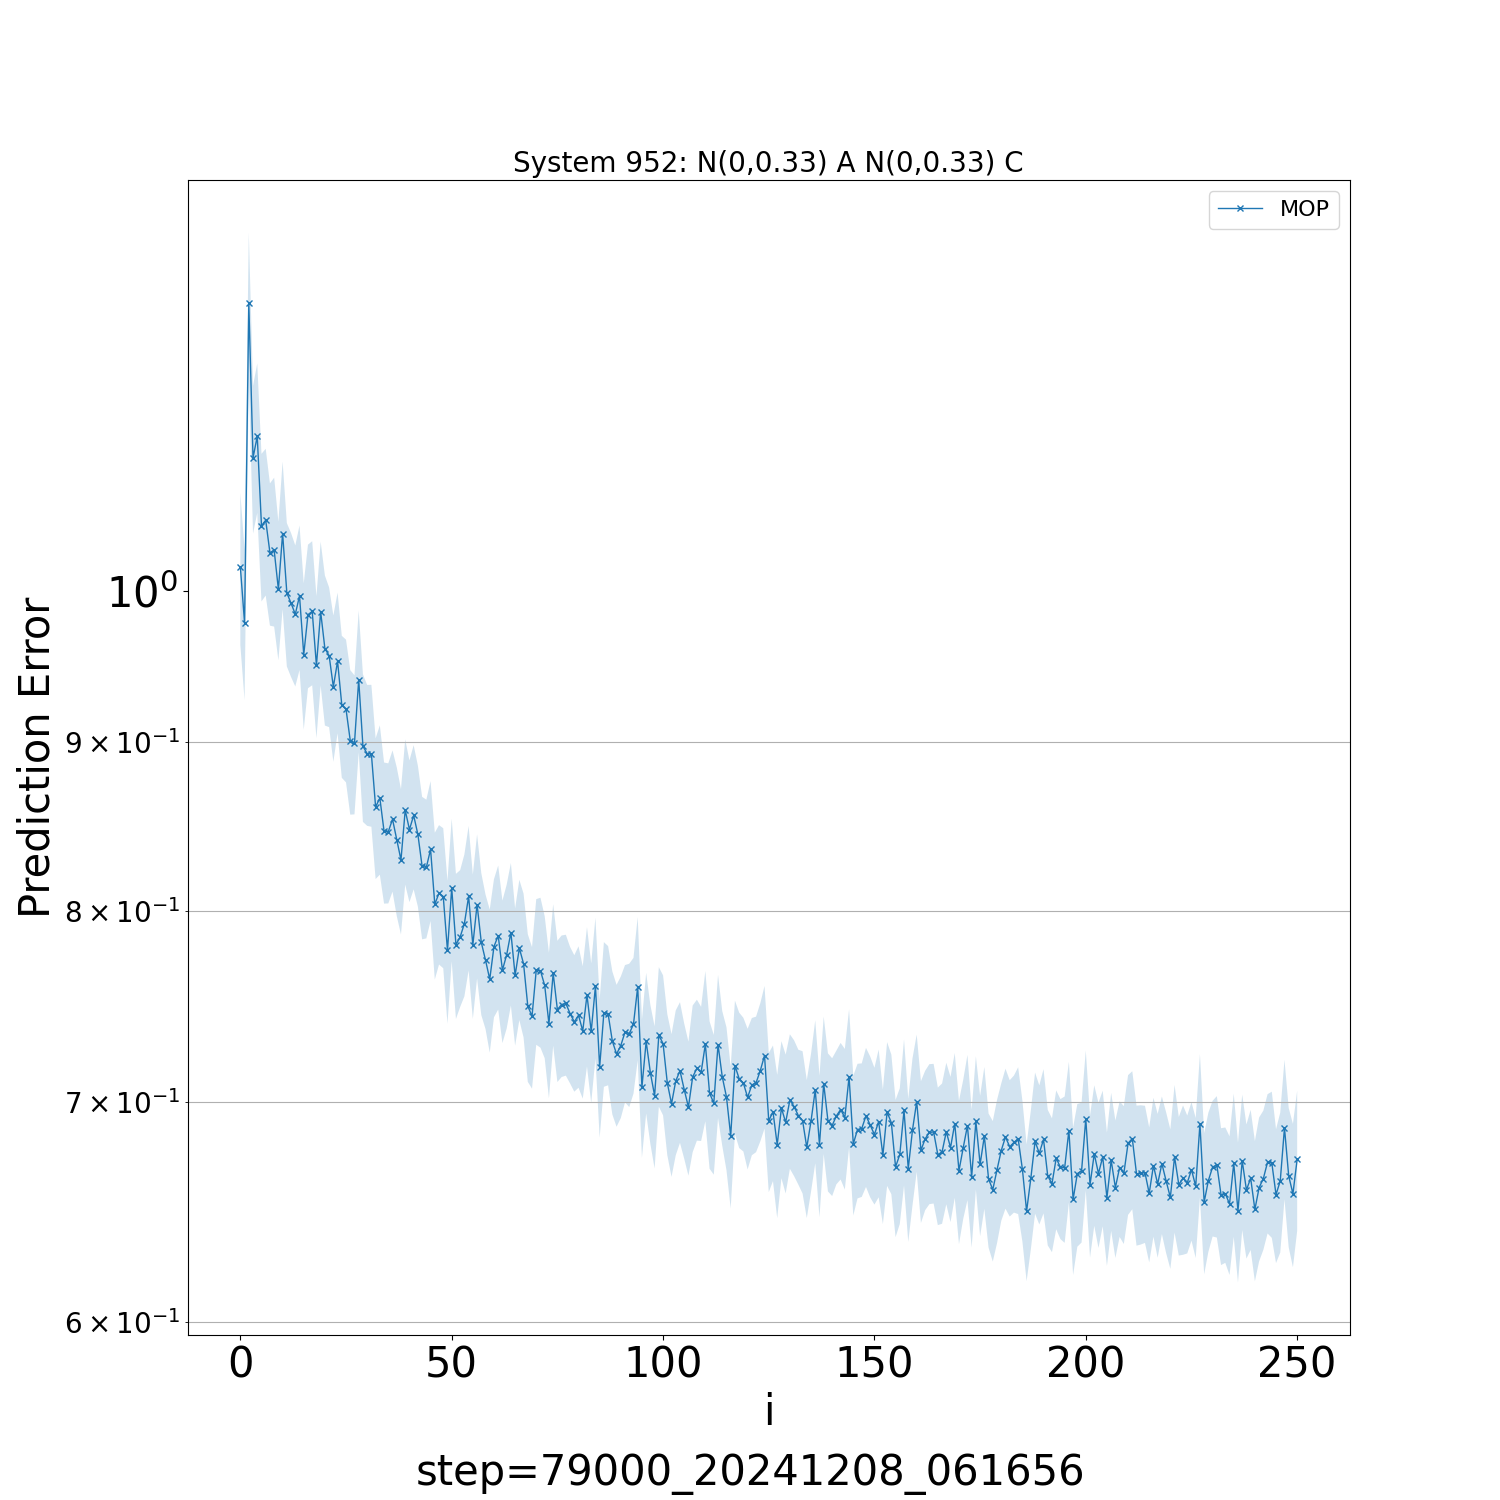 System 952: N(0,0.33) A N(0,0.33) C
MOP
10⁰
9 × 10⁻¹
8 × 10⁻¹
7 × 10⁻¹
6 × 10⁻¹
Prediction Error
0 50 100 150 200 250
i
step=79000_20241208_061656